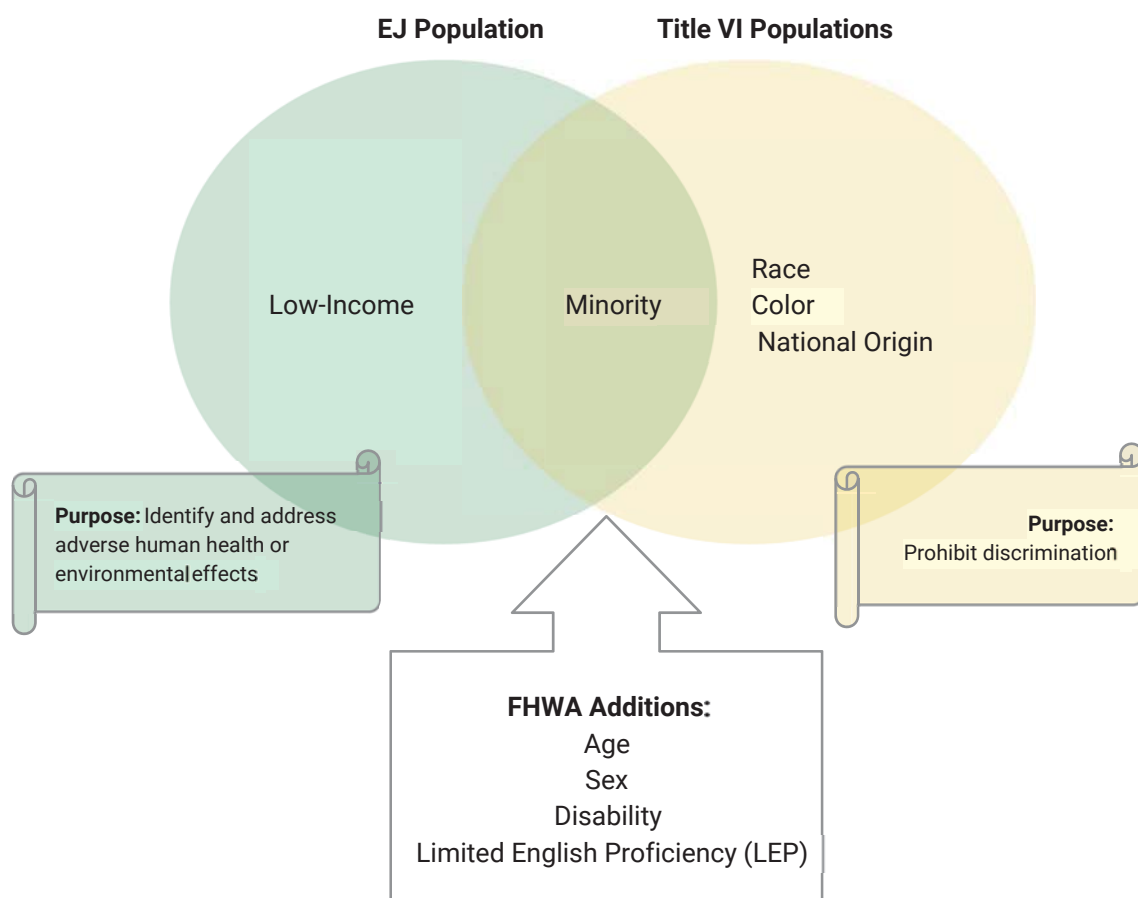 EJ Population
Title VI Populations
Low-Income
Minority
Race
Color
National Origin
Purpose: Identify and address
adverse human health or
environmental effects
Purpose:
Prohibit discrimination
FHWA Additions:
Age
Sex
Disability
Limited English Proficiency (LEP)